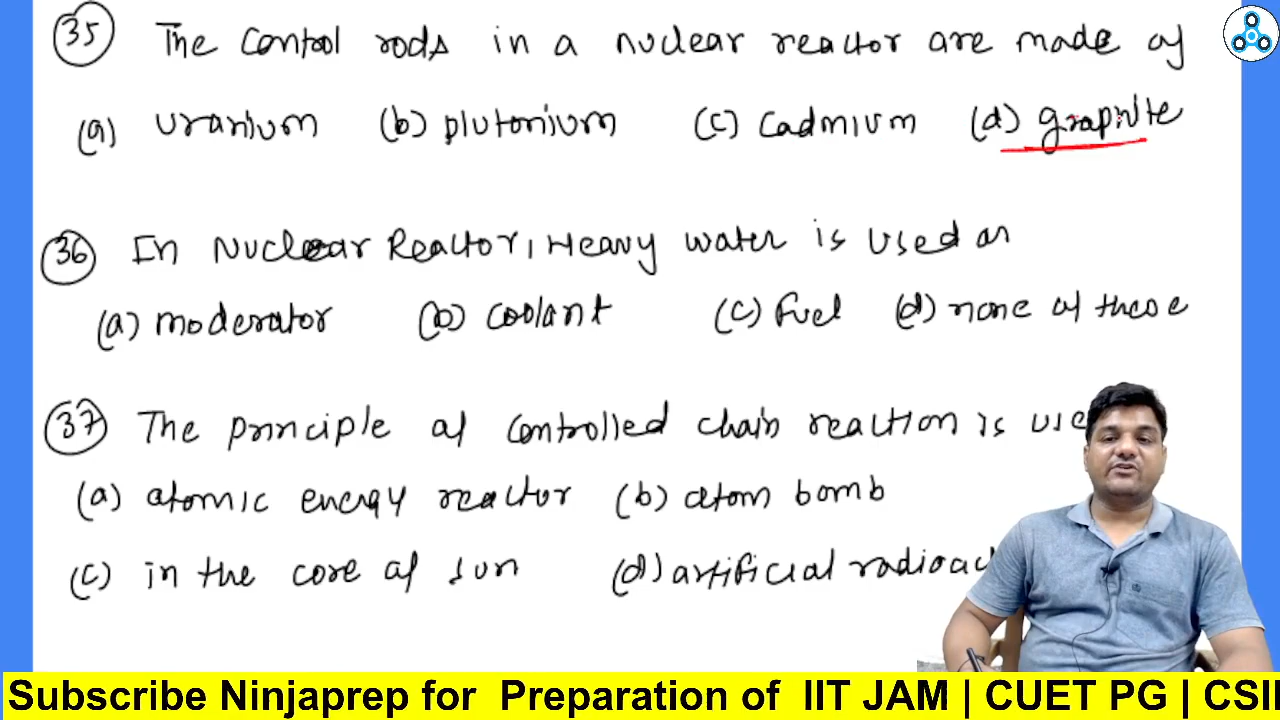 35 The control rods in a nuclear reactor are made of
(a) uranium (b) plutonium (c) cadmium (d) graphite
36 In Nuclear Reactor, Heavy water is used as
(a) moderator (b) coolant (c) Fuel (d) none of these
37 The principle of controlled chain reaction is use
(a) atomic energy reactor (b) atom bomb
(c) in the core of sun (d) artificial radioac
Subscribe Ninjaprep for Preparation of IIT JAM | CUET PG | CSI